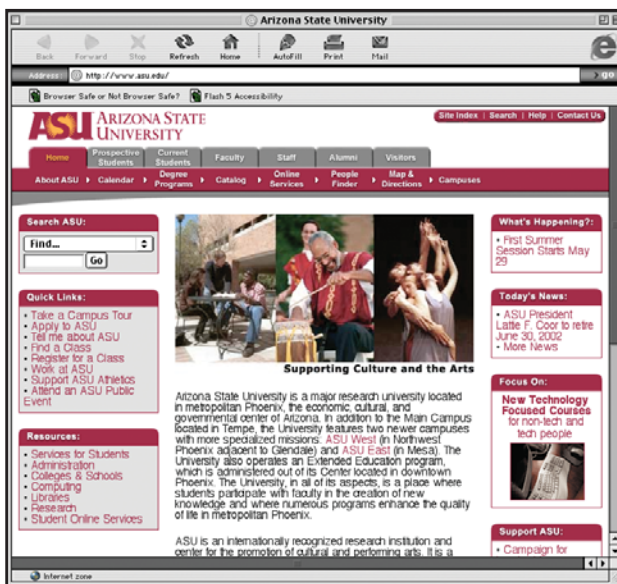 Arizona State University
Back Forward Stop Refresh Home AutoFill Print Mail
Address: http://www.asu.edu/ go
Browser Safe or Not Browser Safe? Flash 5 Accessibility
ASU ARIZONA STATE
UNIVERSITY
Site Index | Search | Help | Contact Us
Home
Prospective
Students
Current
Students
Faculty
Staff
Alumni
Visitors
About ASU
Calendar
Degree
Programs
Catalog
Online
Services
People
Finder
Map &
Directions
Campuses
Search ASU:
Find...
Go
Quick Links:
• Take a Campus Tour
• Apply to ASU
• Tell me about ASU
• Find a Class
• Register for a Class
• Work at ASU
• Support ASU Athletics
• Attend an ASU Public
Event
Resources:
• Services for Students
• Administration
• Colleges & Schools
• Computing
• Libraries
• Research
• Student Online Services
Supporting Culture and the Arts
Arizona State University is a major research university located
in metropolitan Phoenix, the economic, cultural, and
governmental center of Arizona. In addition to the Main Campus
located in Tempe, the University features two newer campuses
with more specialized missions: ASU West (in Northwest
Phoenix adjacent to Glendale) and ASU East (in Mesa). The
University also operates an Extended Education program,
which is administered out of its Center located in downtown
Phoenix. The University, in all of its aspects, is a place where
students participate with faculty in the creation of new
knowledge and where numerous programs enhance the quality
of life in metropolitan Phoenix.
ASU is an internationally recognized research institution and
center for the promotion of cultural and performing arts. It is a
What's Happening?:
• First Summer
Session Starts May
29
Today's News:
• ASU President
Lattie F. Coor to retire
June 30, 2002
• More News
Focus On:
New Technology
Focused Courses
for non-tech and
tech people
Support ASU:
• Campaign for
Internet zone